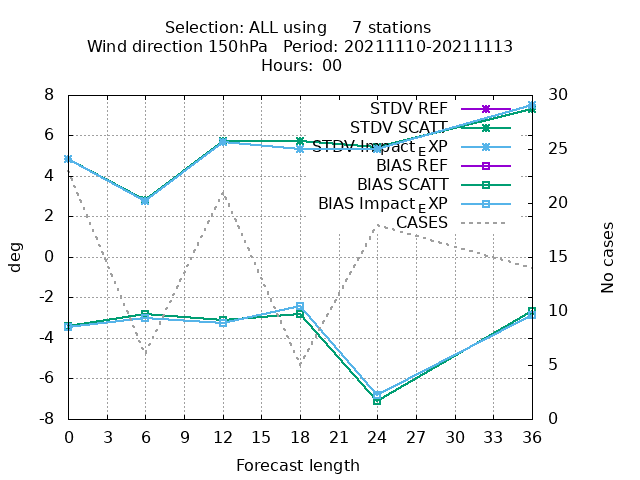 Selection: ALL using     7 stations
Wind direction 150hPa   Period: 20211110-20211113
Hours: 00
STDV REF
STDV SCATT
STDV Impact_EXP
BIAS REF
BIAS SCATT
BIAS Impact_EXP
CASES
8
6
4
2
0
-2
-4
-6
-8
deg
30
25
20
15
10
5
0
No cases
0 3 6 9 12 15 18 21 24 27 30 33 36
Forecast length